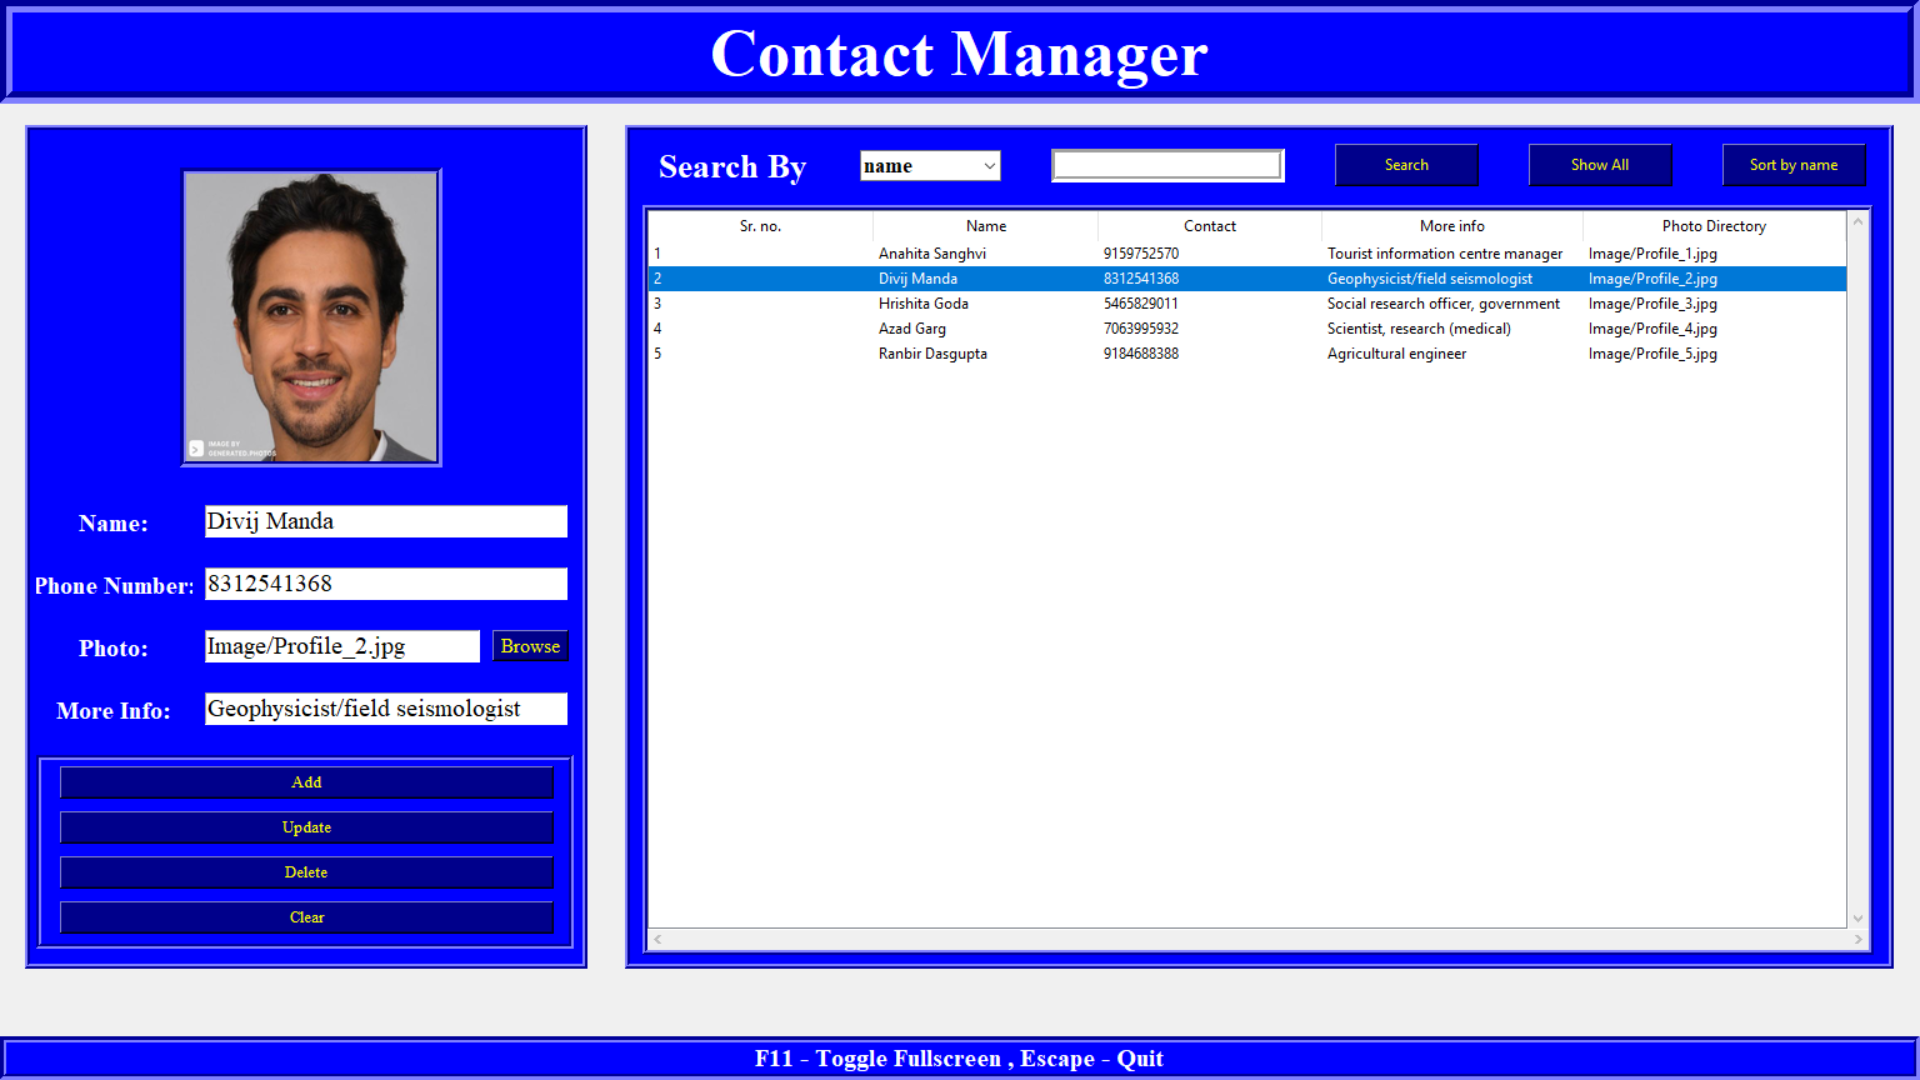 Contact Manager
IMAGE BY
GENERATED.PHOTOS
Name: Divij Manda
Phone Number: 8312541368
Photo: Image/Profile_2.jpg Browse
More Info: Geophysicist/field seismologist
Add
Update
Delete
Clear
Search By name Search Show All Sort by name
Sr. no. Name Contact More info Photo Directory
1 Anahita Sanghvi 9159752570 Tourist information centre manager Image/Profile_1.jpg
2 Divij Manda 8312541368 Geophysicist/field seismologist Image/Profile_2.jpg
3 Hrishita Goda 5465829011 Social research officer, government Image/Profile_3.jpg
4 Azad Garg 7063995932 Scientist, research (medical) Image/Profile_4.jpg
5 Ranbir Dasgupta 9184688388 Agricultural engineer Image/Profile_5.jpg
F11 - Toggle Fullscreen , Escape - Quit